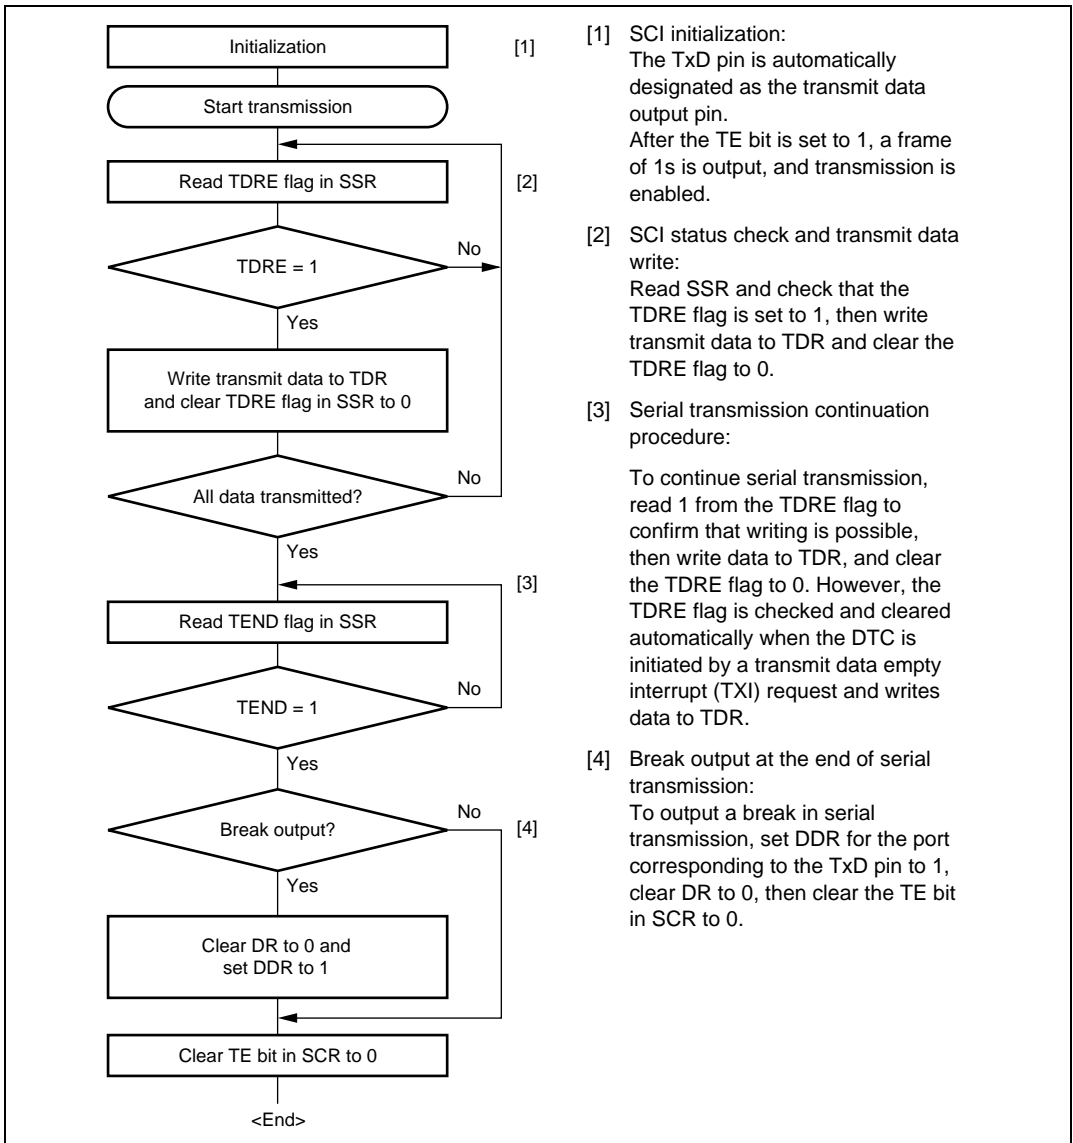 Initialization
[1]
Start transmission
Read TDRE flag in SSR
[2]
TDRE = 1
No
Yes
Write transmit data to TDR
and clear TDRE flag in SSR to 0
All data transmitted?
No
Yes
[3]
Read TEND flag in SSR
TEND = 1
No
Yes
Break output?
No
[4]
Yes
Clear DR to 0 and
set DDR to 1
Clear TE bit in SCR to 0
<End>
[1] SCI initialization:
The TxD pin is automatically
designated as the transmit data
output pin.
After the TE bit is set to 1, a frame
of 1s is output, and transmission is
enabled.
[2] SCI status check and transmit data
write:
Read SSR and check that the
TDRE flag is set to 1, then write
transmit data to TDR and clear the
TDRE flag to 0.
[3] Serial transmission continuation
procedure:
To continue serial transmission,
read 1 from the TDRE flag to
confirm that writing is possible,
then write data to TDR, and clear
the TDRE flag to 0. However, the
TDRE flag is checked and cleared
automatically when the DTC is
initiated by a transmit data empty
interrupt (TXI) request and writes
data to TDR.
[4] Break output at the end of serial
transmission:
To output a break in serial
transmission, set DDR for the port
corresponding to the TxD pin to 1,
clear DR to 0, then clear the TE bit
in SCR to 0.